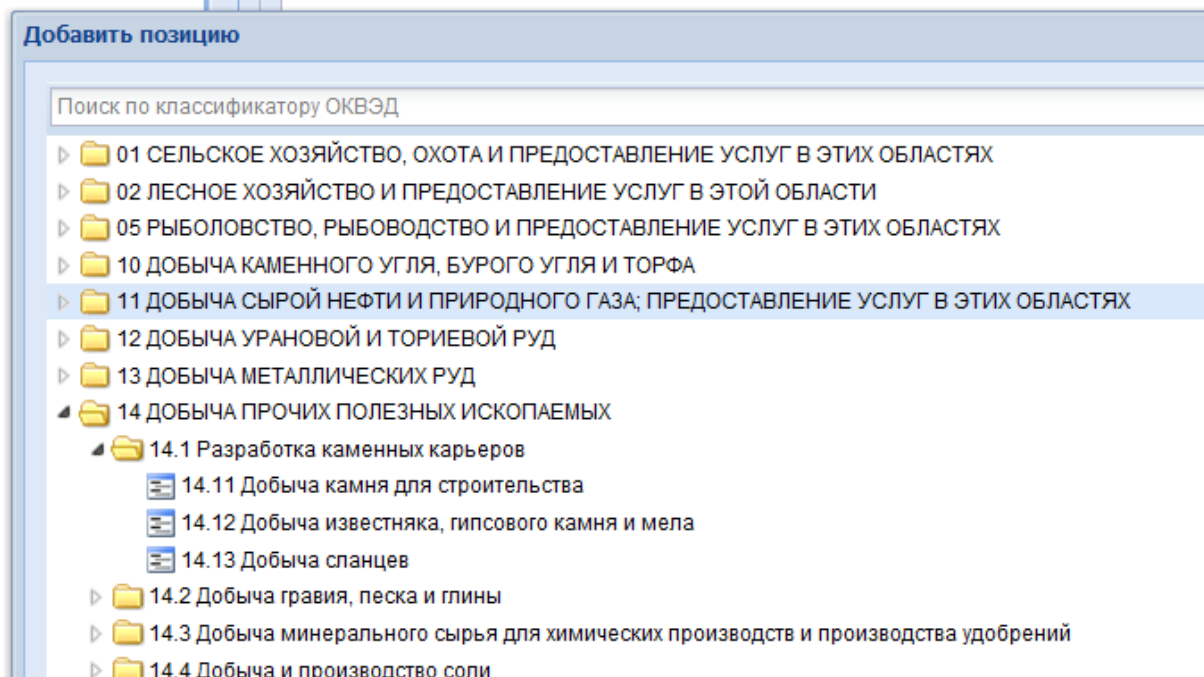 Добавить позицию
Поиск по классификатору ОКВЭД
01 СЕЛЬСКОЕ ХОЗЯЙСТВО, ОХОТА И ПРЕДОСТАВЛЕНИЕ УСЛУГ В ЭТИХ ОБЛАСТЯХ
02 ЛЕСНОЕ ХОЗЯЙСТВО И ПРЕДОСТАВЛЕНИЕ УСЛУГ В ЭТОЙ ОБЛАСТИ
05 РЫБОЛОВСТВО, РЫБОВОДСТВО И ПРЕДОСТАВЛЕНИЕ УСЛУГ В ЭТИХ ОБЛАСТЯХ
10 ДОБЫЧА КАМЕННОГО УГЛЯ, БУРОГО УГЛЯ И ТОРФА
11 ДОБЫЧА СЫРОЙ НЕФТИ И ПРИРОДНОГО ГАЗА; ПРЕДОСТАВЛЕНИЕ УСЛУГ В ЭТИХ ОБЛАСТЯХ
12 ДОБЫЧА УРАНОВОЙ И ТОРИЕВОЙ РУД
13 ДОБЫЧА МЕТАЛЛИЧЕСКИХ РУД
14 ДОБЫЧА ПРОЧИХ ПОЛЕЗНЫХ ИСКОПАЕМЫХ
14.1 Разработка каменных карьеров
14.11 Добыча камня для строительства
14.12 Добыча известняка, гипсового камня и мела
14.13 Добыча сланцев
14.2 Добыча гравия, песка и глины
14.3 Добыча минерального сырья для химических производств и производства удобрений
14.4 Добыча и производство соли